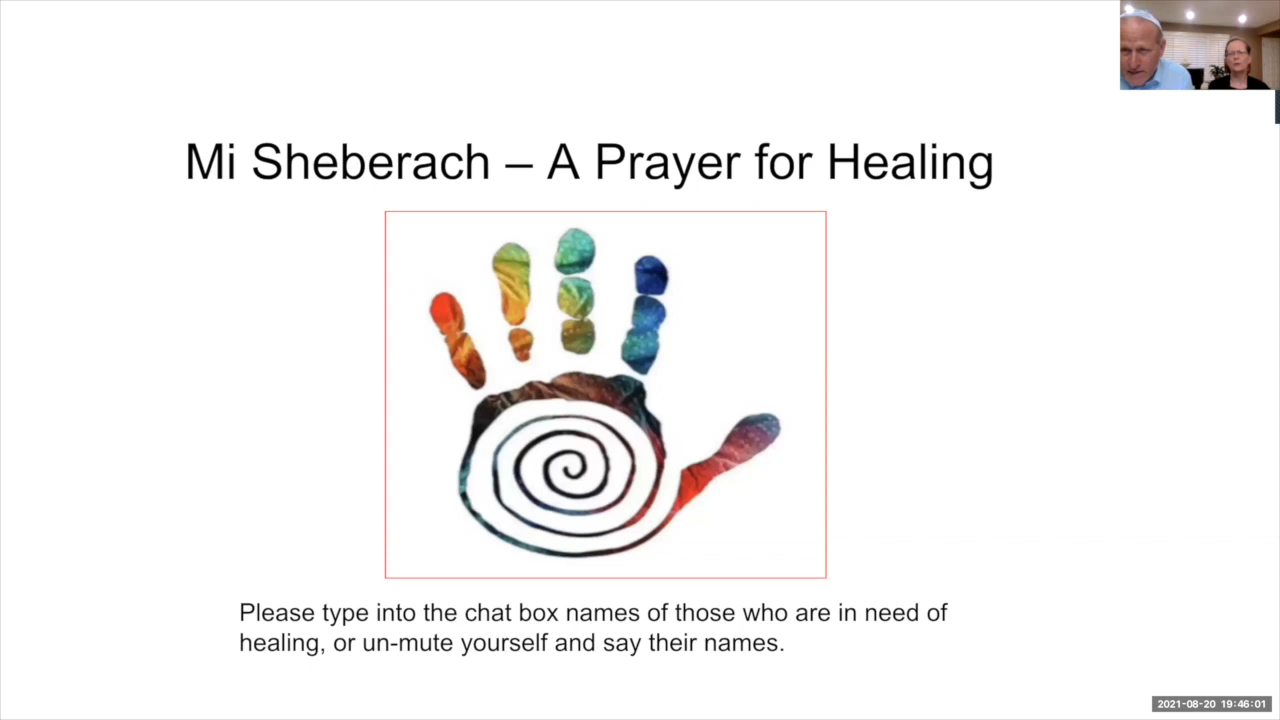 Mi Sheberach – A Prayer for Healing
Please type into the chat box names of those who are in need of
healing, or un-mute yourself and say their names.
2021-08-20 19:46:01